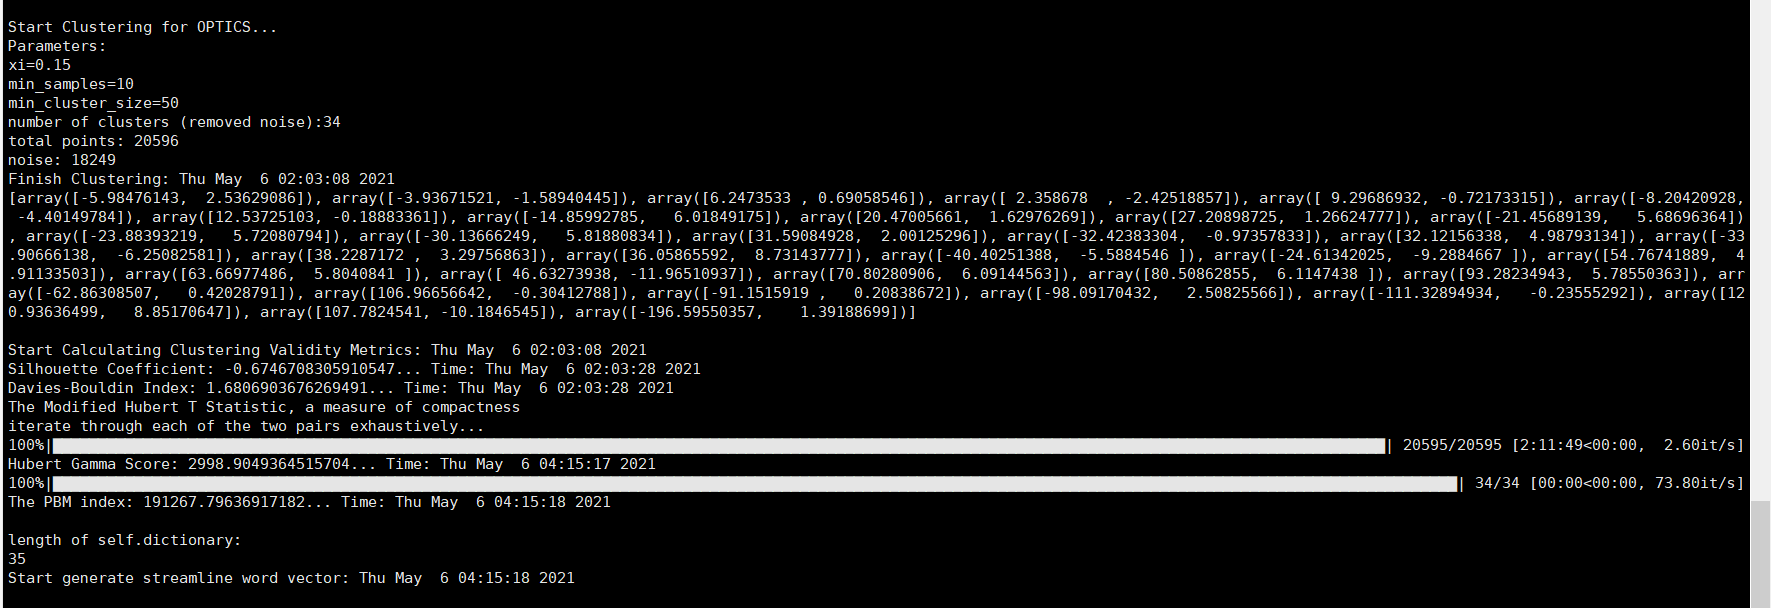 Start Clustering for OPTICS...
Parameters:
xi=0.15
min_samples=10
min_cluster_size=50
number of clusters (removed noise):34
total points: 20596
noise: 18249
Finish Clustering: Thu May  6 02:03:08 2021
[array([-5.98476143,  2.53629086]), array([-3.93671521, -1.58940445]), array([6.2473533 , 0.69058546]), array([ 2.358678  , -2.42518857]), array([ 9.29686932, -0.72173315]), array([-8.20420928,
 -4.40149784]), array([12.53725103, -0.18883361]), array([-14.85992785,   6.01849175]), array([20.47005661,  1.62976269]), array([27.20898725,  1.26624777]), array([-21.45689139,   5.68696364])
, array([-23.88393219,   5.72080794]), array([-30.13666249,   5.81880834]), array([31.59084928,  2.00125296]), array([-32.42383304,  -0.97357833]), array([32.12156338,  4.98793134]), array([-33
.90666138,  -6.25082581]), array([38.2287172 ,  3.29756863]), array([36.05865592,  8.73143777]), array([-40.40251388,  -5.5884546 ]), array([-24.61342025,  -9.2884667 ]), array([54.76741889,  4
.91133503]), array([63.66977486,  5.8040841 ]), array([ 46.63273938, -11.96510937]), array([70.80280906,  6.09144563]), array([80.50862855,  6.1147438 ]), array([93.28234943,  5.78550363]), arr
ay([-62.86308507,   0.42028791]), array([106.96656642,  -0.30412788]), array([-91.1515919 ,   0.20838672]), array([-98.09170432,   2.50825566]), array([-111.32894934,   -0.23555292]), array([12
0.93636499,   8.85170647]), array([107.7824541, -10.1846545]), array([-196.59550357,    1.39188699])]
Start Calculating Clustering Validity Metrics: Thu May  6 02:03:08 2021
Silhouette Coefficient: -0.6746708305910547... Time: Thu May  6 02:03:28 2021
Davies-Bouldin Index: 1.6806903676269491... Time: Thu May  6 02:03:28 2021
The Modified Hubert T Statistic, a measure of compactness
iterate through each of the two pairs exhaustively...
100%| | 20595/20595 [2:11:49<00:00,  2.60it/s]
Hubert Gamma Score: 2998.9049364515704... Time: Thu May  6 04:15:17 2021
100%| | 34/34 [00:00<00:00, 73.80it/s]
The PBM index: 191267.79636917182... Time: Thu May  6 04:15:18 2021
length of self.dictionary:
35
Start generate streamline word vector: Thu May  6 04:15:18 2021